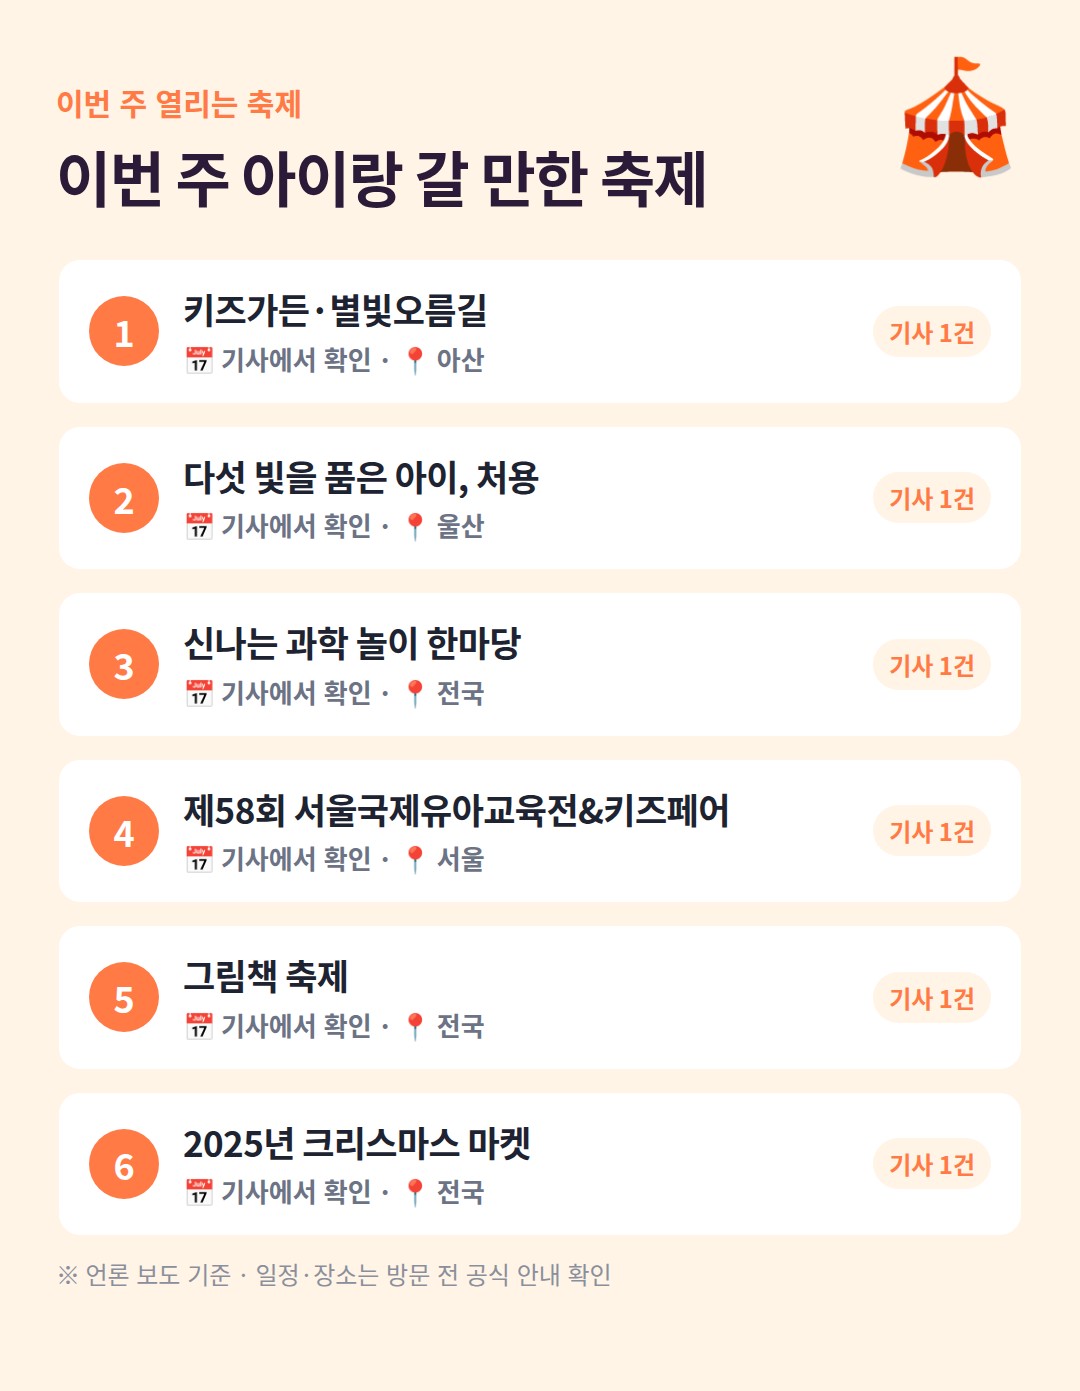 이번 주 열리는 축제
이번 주 아이랑 갈 만한 축제
1
키즈가든·별빛오름길
📅 기사에서 확인 · 📍 아산
기사 1건
2
다섯 빛을 품은 아이, 처용
📅 기사에서 확인 · 📍 울산
기사 1건
3
신나는 과학 놀이 한마당
📅 기사에서 확인 · 📍 전국
기사 1건
4
제58회 서울국제유아교육전&키즈페어
📅 기사에서 확인 · 📍 서울
기사 1건
5
그림책 축제
📅 기사에서 확인 · 📍 전국
기사 1건
6
2025년 크리스마스 마켓
📅 기사에서 확인 · 📍 전국
기사 1건
※ 언론 보도 기준 · 일정·장소는 방문 전 공식 안내 확인